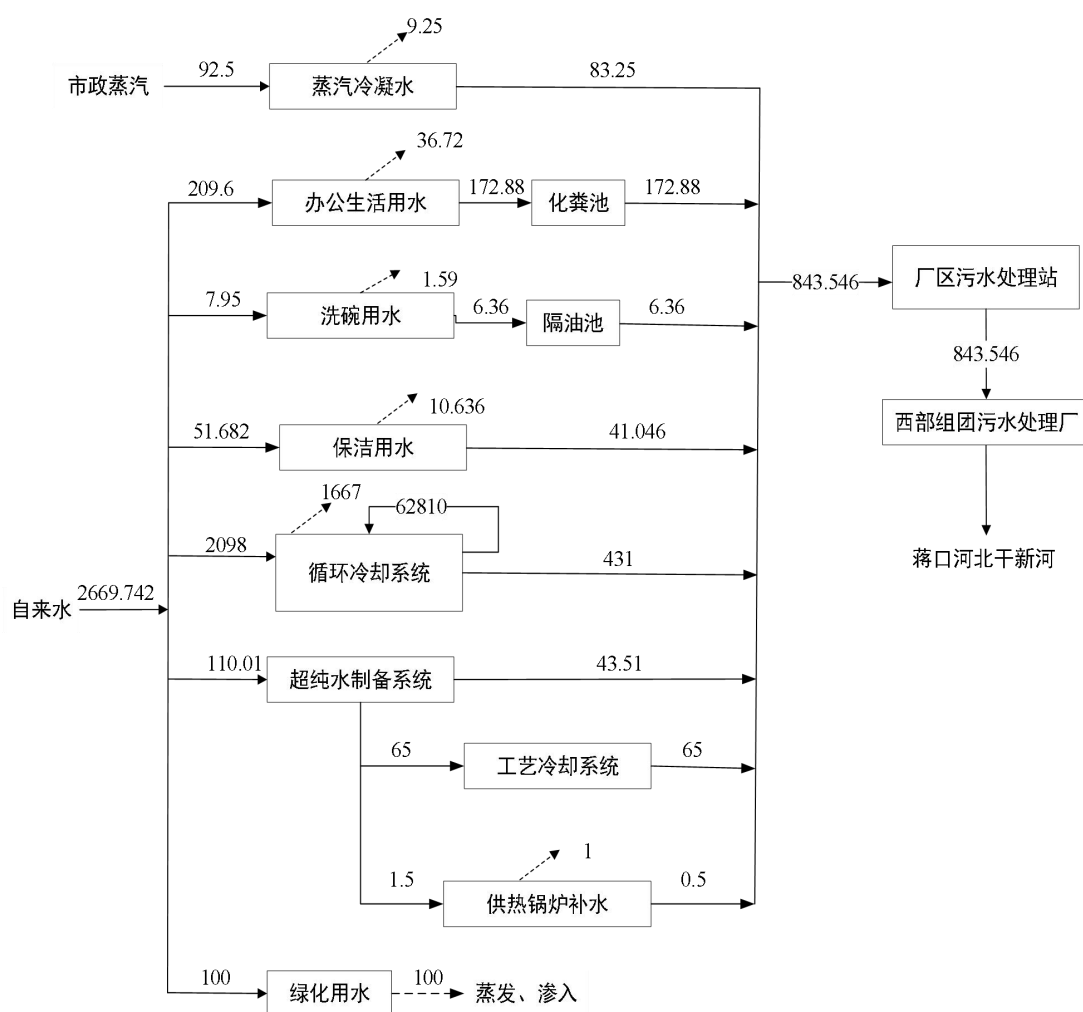 9.25
市政蒸汽
92.5
蒸汽冷凝水
83.25
36.72
209.6
办公生活用水
172.88
化粪池
172.88
843.546
厂区污水处理站
1.59
7.95
洗碗用水
6.36
隔油池
6.36
843.546
10.636
51.682
保洁用水
41.046
西部组团污水处理厂
1667
62810
2098
循环冷却系统
431
蒋口河北干新河
自来水
2669.742
110.01
超纯水制备系统
43.51
65
工艺冷却系统
65
1
1.5
供热锅炉补水
0.5
100
绿化用水
100
蒸发、渗入